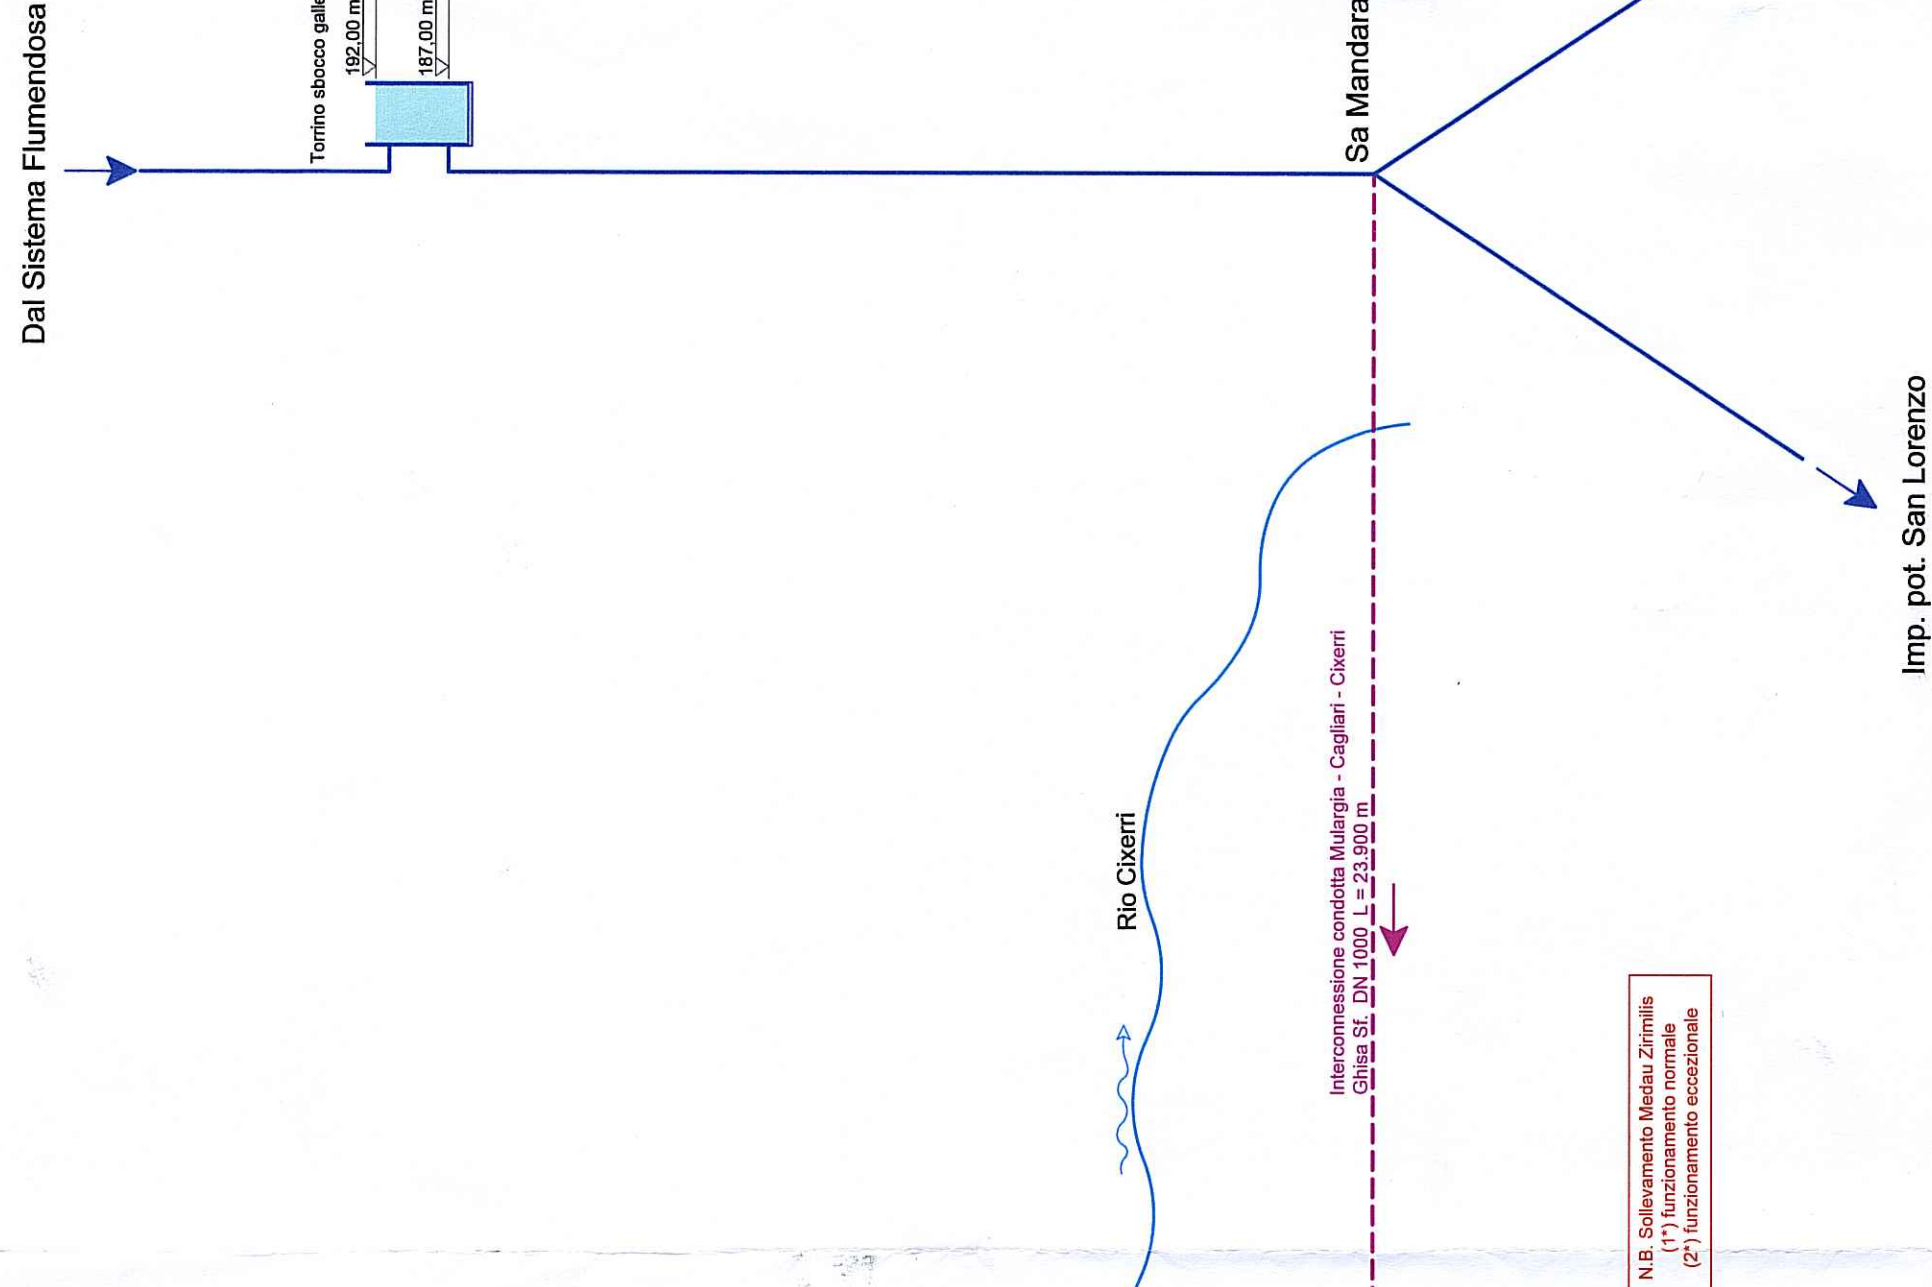 Dal Sistema Flumendosa
Torrino sbocco
192,00 m
187,00 m
Sa Mandara
Rio Cixerri
Interconnessione condotta Mulargia - Cagliari - Cixerri
Ghisa Sf. DN 1000 L = 23.900 m
N.B. Sollevamento Medau Zirimilis
(1*) funzionamento normale
(2*) funzionamento eccezionale
Imp. pot. San Lorenzo